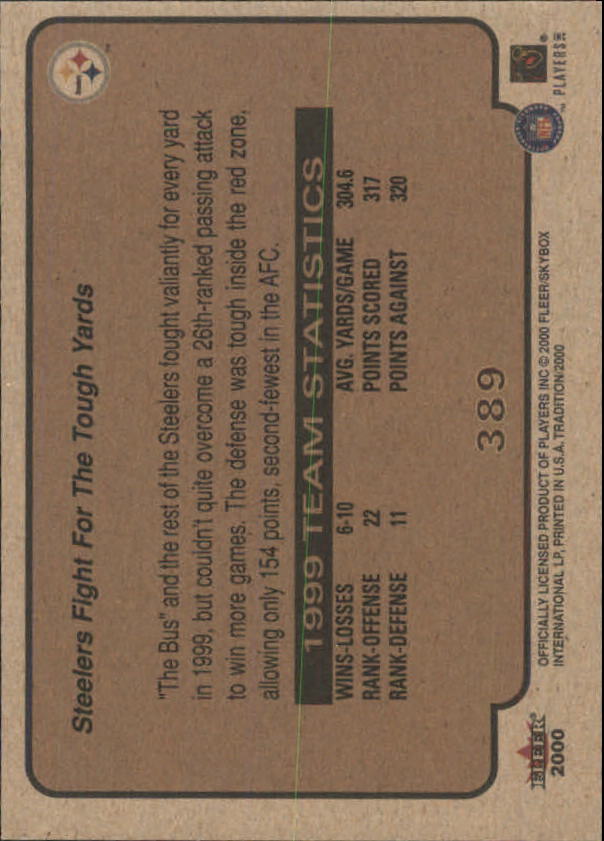 Steelers Fight For The Tough Yards
"The Bus" and the rest of the Steelers fought valiantly for every yard
in 1999, but couldn't quite overcome a 26th-ranked passing attack
to win more games. The defense was tough inside the red zone,
allowing only 154 points, second-fewest in the AFC.
1999 TEAM STATISTICS
WINS-LOSSES 6-10 AVG. YARDS/GAME 304.6
RANK-OFFENSE 22 POINTS SCORED 317
RANK-DEFENSE 11 POINTS AGAINST 320
389
FLEER®
2000
OFFICIALLY LICENSED PRODUCT OF PLAYERS INC © 2000 FLEER/SKYBOX
INTERNATIONAL LP, PRINTED IN U.S.A. TRADITION/2000
NFL
PLAYERS INC